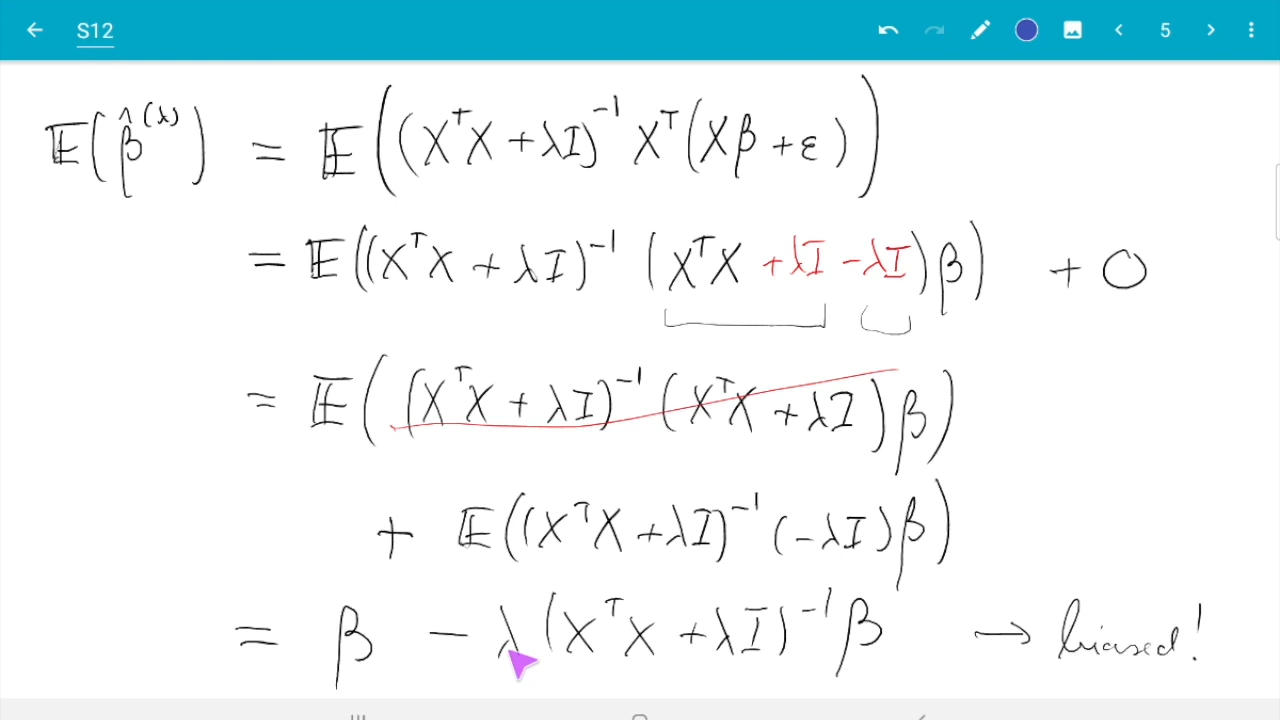 S12
5
𝔼(β̂^(λ)) = 𝔼((XᵀX + λI)⁻¹ Xᵀ(Xβ + ε))
= 𝔼((XᵀX + λI)⁻¹ (XᵀX + λI − λI)β) + 0
= 𝔼((XᵀX + λI)⁻¹ (XᵀX + λI)β)
+ 𝔼((XᵀX + λI)⁻¹ (−λI)β)
= β − λ(XᵀX + λI)⁻¹β → biased!